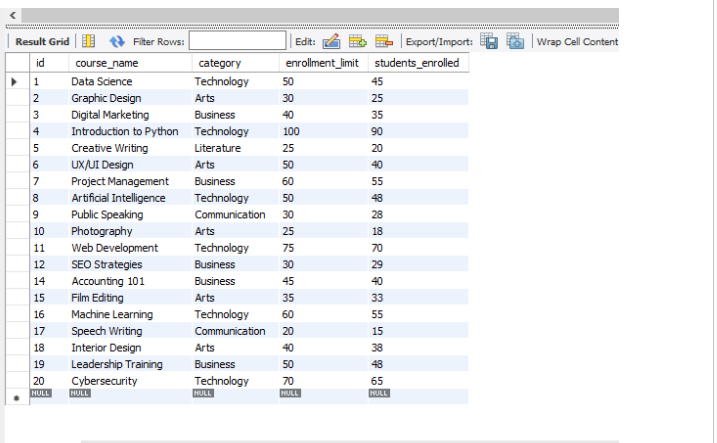 Result Grid Filter Rows: Edit: Export/Import: Wrap Cell Content
id course_name category enrollment_limit students_enrolled
1 Data Science Technology 50 45
2 Graphic Design Arts 30 25
3 Digital Marketing Business 40 35
4 Introduction to Python Technology 100 90
5 Creative Writing Literature 25 20
6 UX/UI Design Arts 50 40
7 Project Management Business 60 55
8 Artificial Intelligence Technology 50 48
9 Public Speaking Communication 30 28
10 Photography Arts 25 18
11 Web Development Technology 75 70
12 SEO Strategies Business 30 29
14 Accounting 101 Business 45 40
15 Film Editing Arts 35 33
16 Machine Learning Technology 60 55
17 Speech Writing Communication 20 15
18 Interior Design Arts 40 38
19 Leadership Training Business 50 48
20 Cybersecurity Technology 70 65
NULL NULL NULL NULL NULL